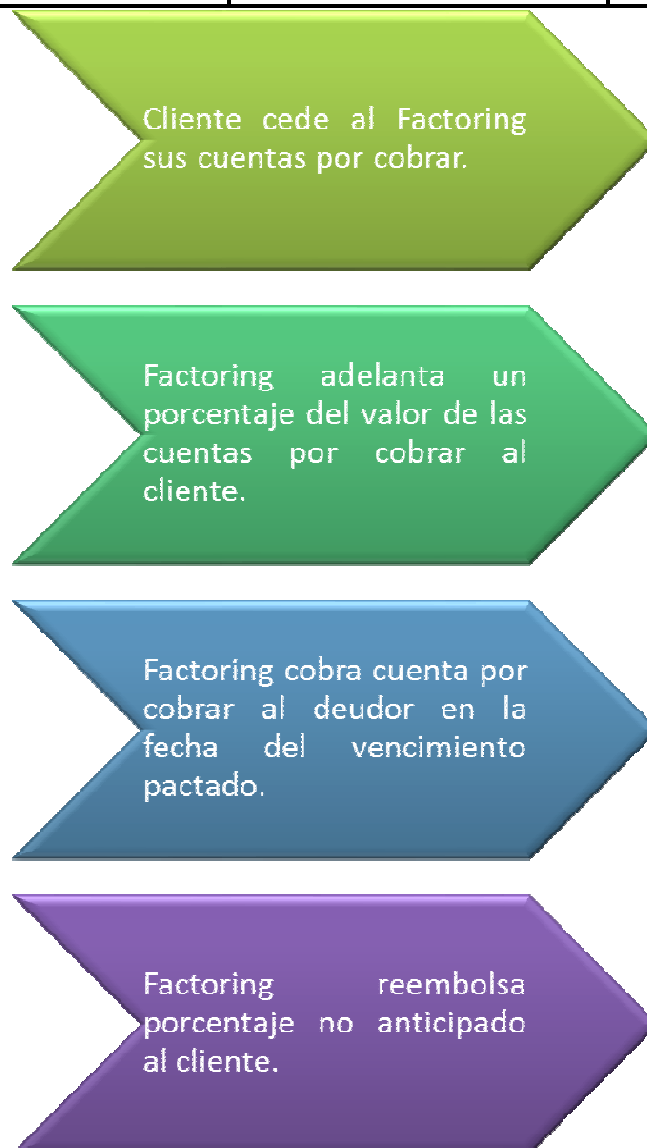 Cliente cede al Factoring
sus cuentas por cobrar.
Factoring adelanta un
porcentaje del valor de las
cuentas por cobrar al
cliente.
Factoring cobra cuenta por
cobrar al deudor en la
fecha del vencimiento
pactado.
Factoring reembolsa
porcentaje no anticipado
al cliente.